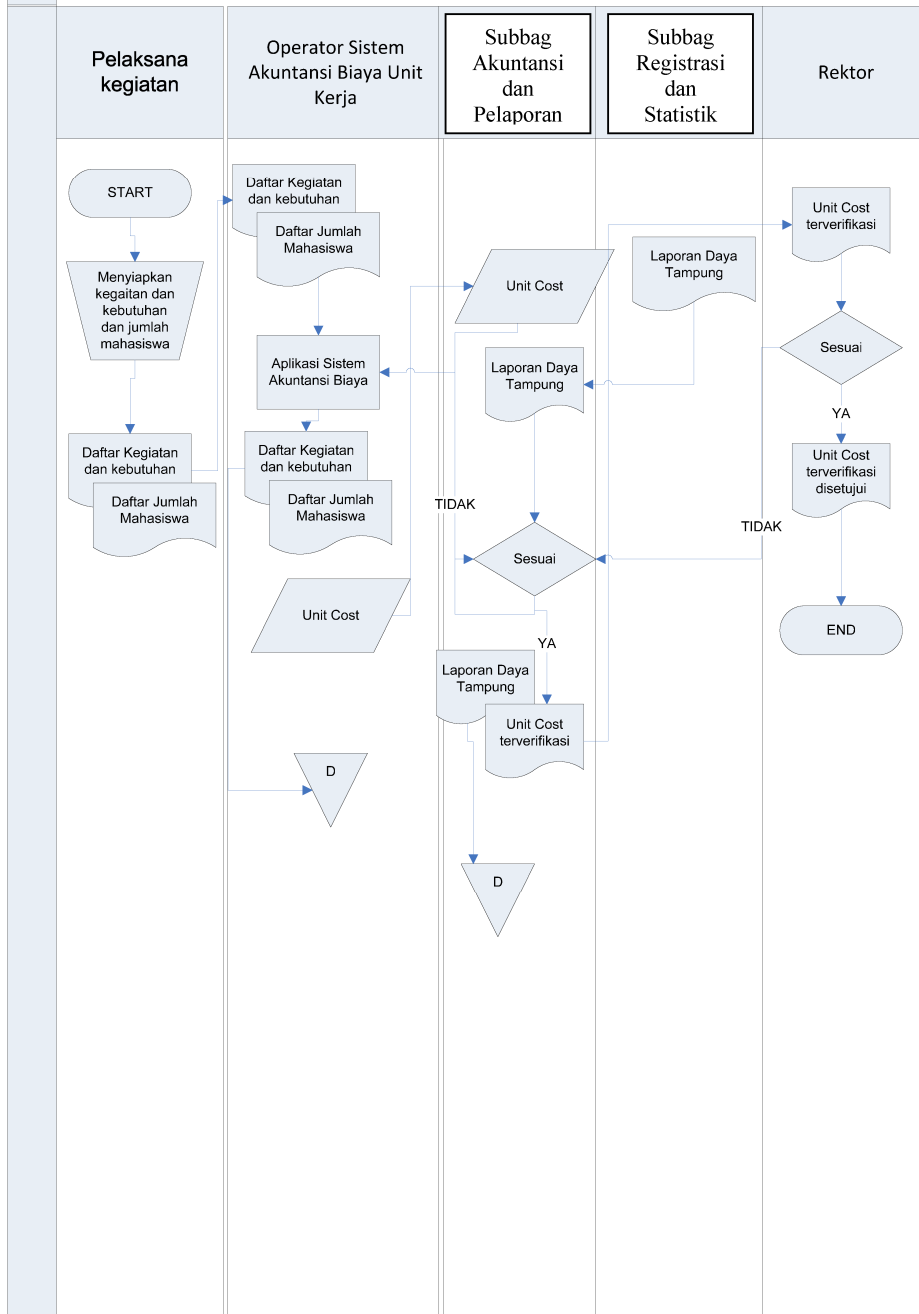 Pelaksana
kegiatan
Operator Sistem
Akuntansi Biaya Unit
Kerja
Subbag
Akuntansi
dan
Pelaporan
Subbag
Registrasi
dan
Statistik
Rektor
START
Menyiapkan
kegaitan dan
kebutuhan
dan jumlah
mahasiswa
Daftar Kegiatan
dan kebutuhan
Daftar Jumlah
Mahasiswa
Daftar Kegiatan
dan kebutuhan
Daftar Jumlah
Mahasiswa
Aplikasi Sistem
Akuntansi Biaya
Daftar Kegiatan
dan kebutuhan
Daftar Jumlah
Mahasiswa
Unit Cost
D
Unit Cost
Laporan Daya
Tampung
TIDAK
Sesuai
YA
Laporan Daya
Tampung
Unit Cost
terverifikasi
D
Laporan Daya
Tampung
Unit Cost
terverifikasi
Sesuai
YA
Unit Cost
terverifikasi
disetujui
TIDAK
END